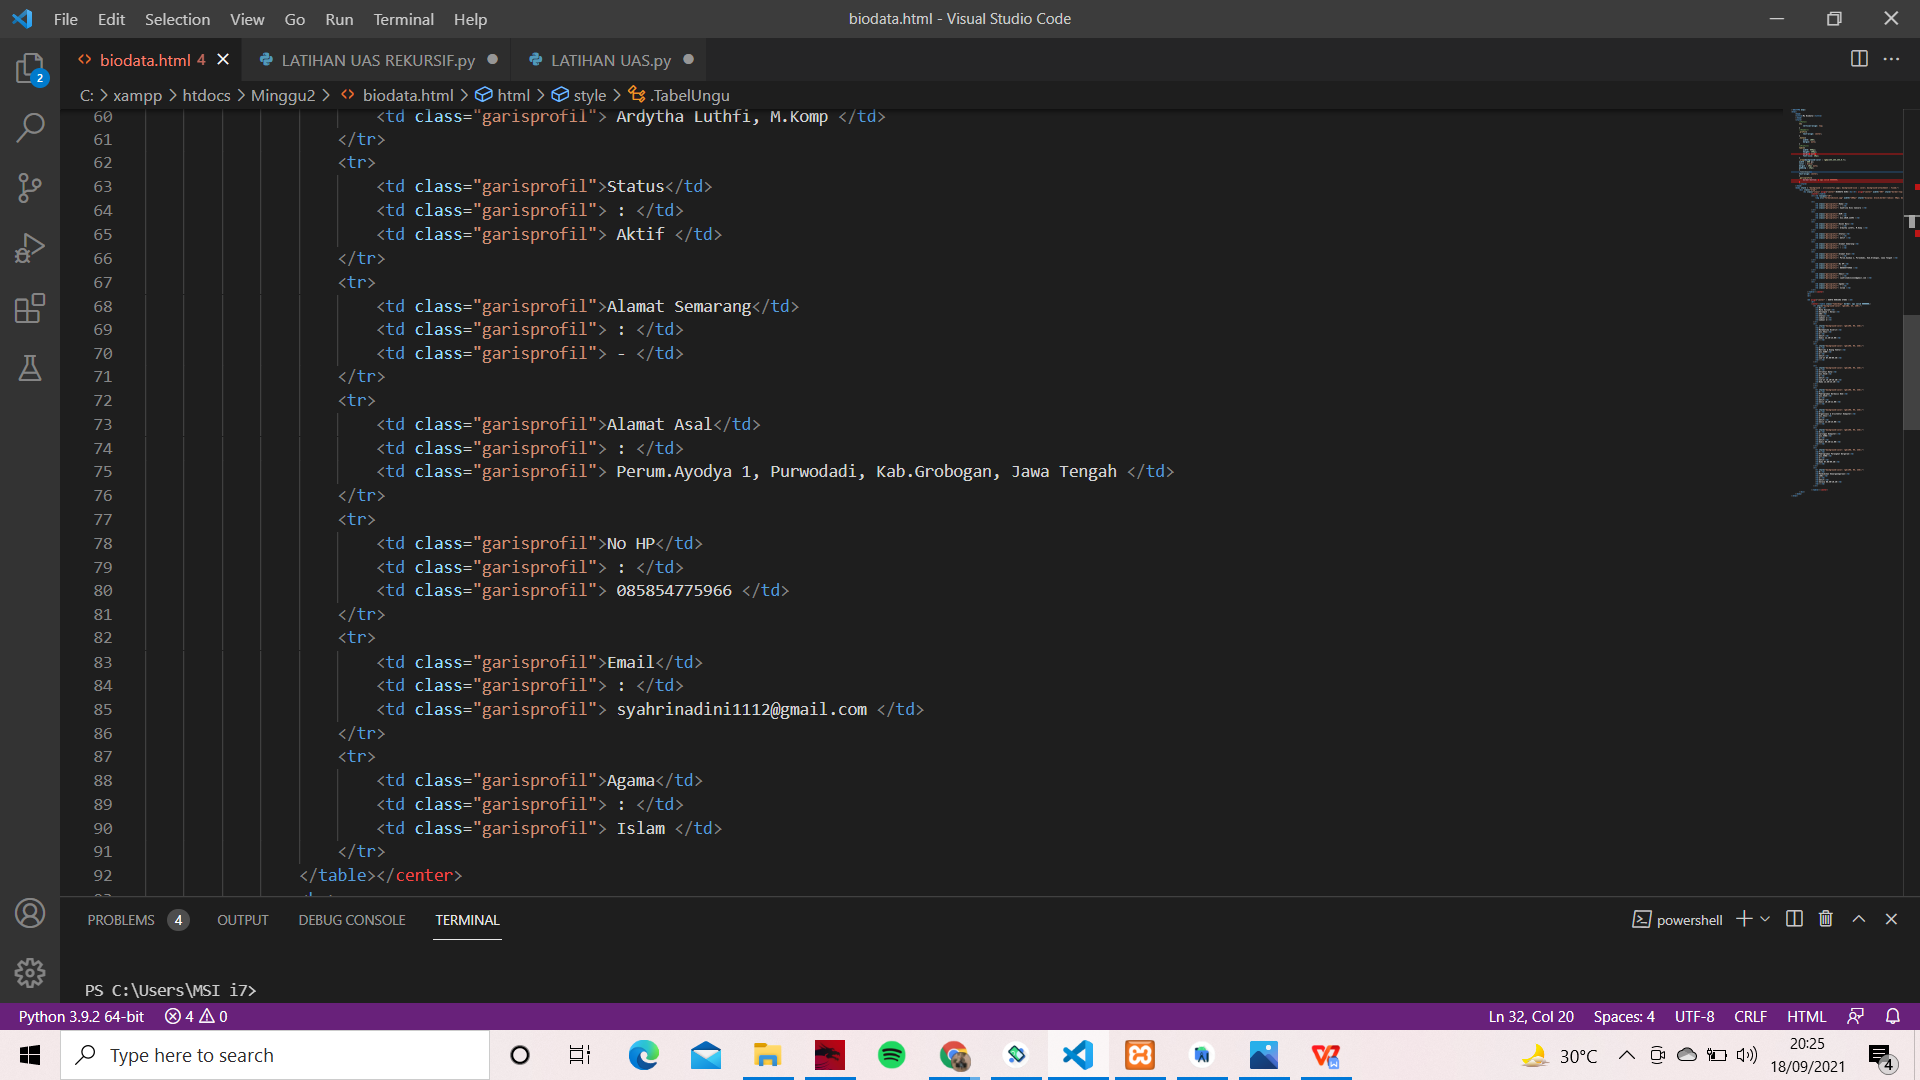 File Edit Selection View Go Run Terminal Help
biodata.html - Visual Studio Code
biodata.html 4
LATIHAN UAS REKURSIF.py
LATIHAN UAS.py
C: > xampp > htdocs > Minggu2 > biodata.html > html > style > .TabelUngu
60 <td class="garisprofil"> Ardytha Luthfi, M.Komp </td>
61 </tr>
62 <tr>
63 <td class="garisprofil">Status</td>
64 <td class="garisprofil"> : </td>
65 <td class="garisprofil"> Aktif </td>
66 </tr>
67 <tr>
68 <td class="garisprofil">Alamat Semarang</td>
69 <td class="garisprofil"> : </td>
70 <td class="garisprofil"> - </td>
71 </tr>
72 <tr>
73 <td class="garisprofil">Alamat Asal</td>
74 <td class="garisprofil"> : </td>
75 <td class="garisprofil"> Perum.Ayodya 1, Purwodadi, Kab.Grobogan, Jawa Tengah </td>
76 </tr>
77 <tr>
78 <td class="garisprofil">No HP</td>
79 <td class="garisprofil"> : </td>
80 <td class="garisprofil"> 085854775966 </td>
81 </tr>
82 <tr>
83 <td class="garisprofil">Email</td>
84 <td class="garisprofil"> : </td>
85 <td class="garisprofil"> syahrinadini1112@gmail.com </td>
86 </tr>
87 <tr>
88 <td class="garisprofil">Agama</td>
89 <td class="garisprofil"> : </td>
90 <td class="garisprofil"> Islam </td>
91 </tr>
92 </table></center>
2
PROBLEMS 4 OUTPUT DEBUG CONSOLE TERMINAL
powershell
PS C:\Users\MSI i7>
Python 3.9.2 64-bit 4 0
Ln 32, Col 20 Spaces: 4 UTF-8 CRLF HTML
Type here to search
30°C
20:25
18/09/2021
4